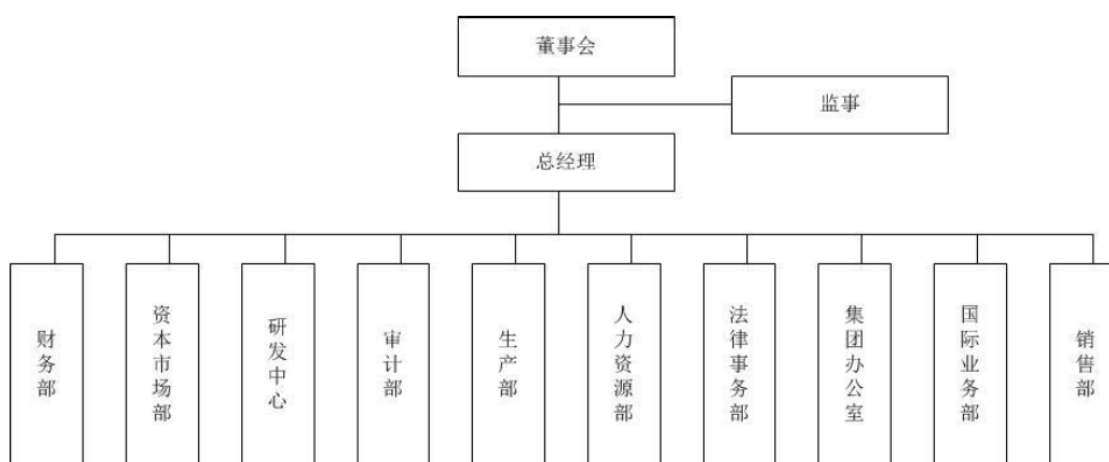 董事会
监事
总经理
财务部
资本市场部
研发中心
审计部
生产部
人力资源部
法律事务部
集团办公室
国际业务部
销售部